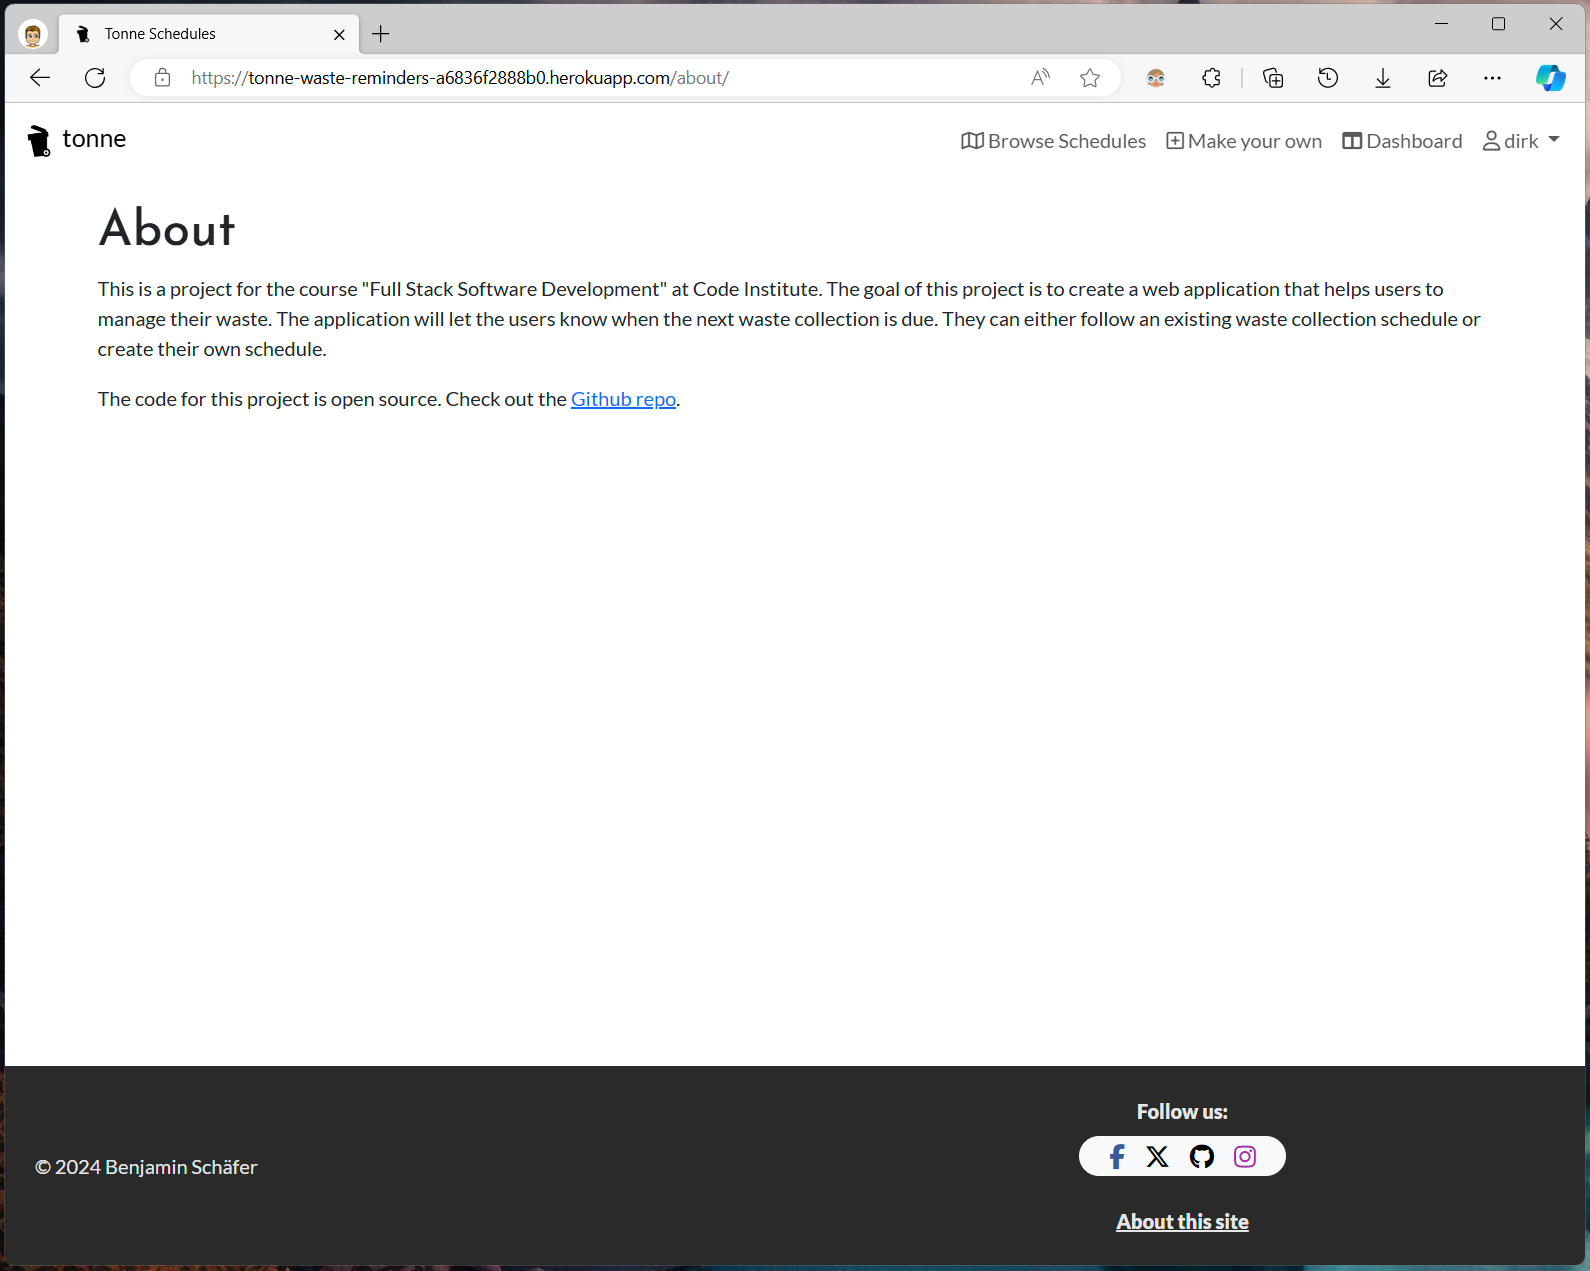 Tonne Schedules
https://tonne-waste-reminders-a6836f2888b0.herokuapp.com/about/
tonne
Browse Schedules
Make your own
Dashboard
dirk
About
This is a project for the course "Full Stack Software Development" at Code Institute. The goal of this project is to create a web application that helps users to
manage their waste. The application will let the users know when the next waste collection is due. They can either follow an existing waste collection schedule or
create their own schedule.
The code for this project is open source. Check out the Github repo.
Follow us:
© 2024 Benjamin Schäfer
About this site